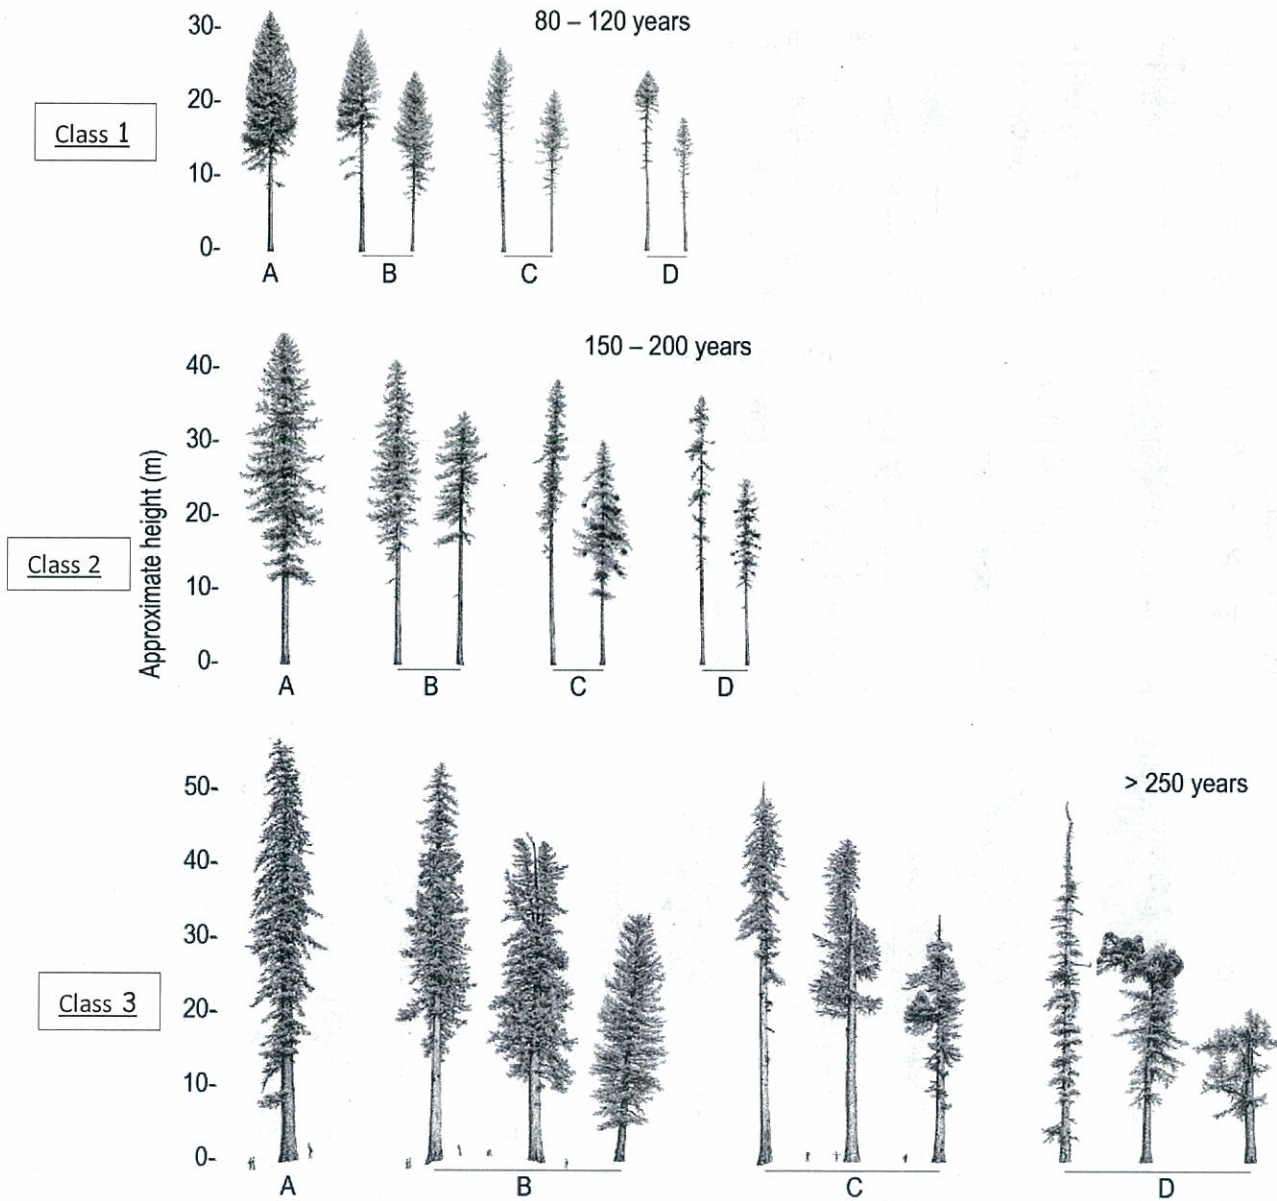 80 – 120 years
30-
20-
10-
0-
Class 1
A B C D
150 – 200 years
Approximate height (m)
40-
30-
20-
10-
0-
Class 2
A B C D
> 250 years
50-
40-
30-
20-
10-
0-
Class 3
A B C D